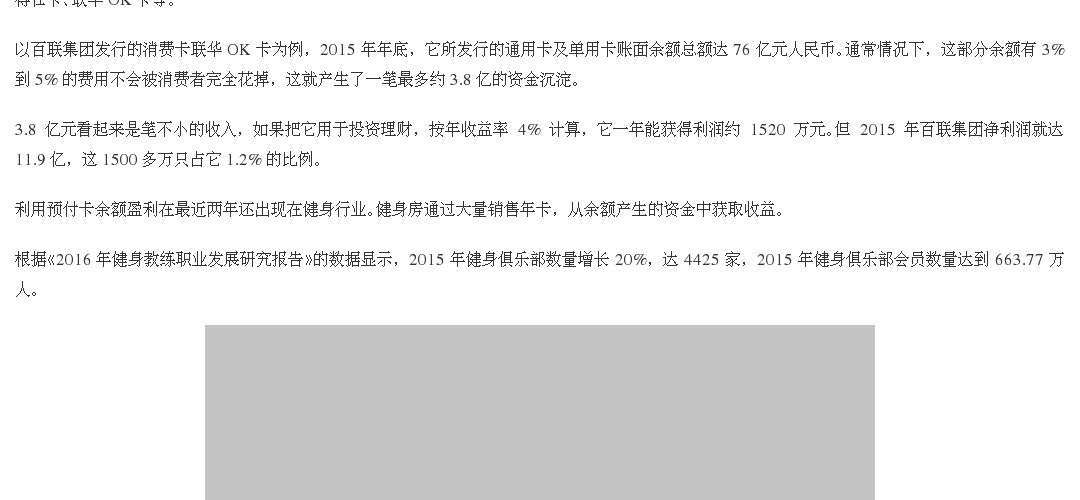 得仕卡、联华 OK 卡等。
以百联集团发行的消费卡联华 OK 卡为例，2015 年年底，它所发行的通用卡及单用卡账面余额总额达 76 亿元人民币。通常情况下，这部分余额有 3%
到 5% 的费用不会被消费者完全花掉，这就产生了一笔最多约 3.8 亿的资金沉淀。
3.8 亿元看起来是笔不小的收入，如果把它用于投资理财，按年收益率 4% 计算，它一年能获得利润约 1520 万元。但 2015 年百联集团净利润就达
11.9 亿，这 1500 多万只占它 1.2% 的比例。
利用预付卡余额盈利在最近两年还出现在健身行业。健身房通过大量销售年卡，从余额产生的资金中获取收益。
根据《2016 年健身教练职业发展研究报告》的数据显示，2015 年健身俱乐部数量增长 20%，达 4425 家，2015 年健身俱乐部会员数量达到 663.77 万
人。